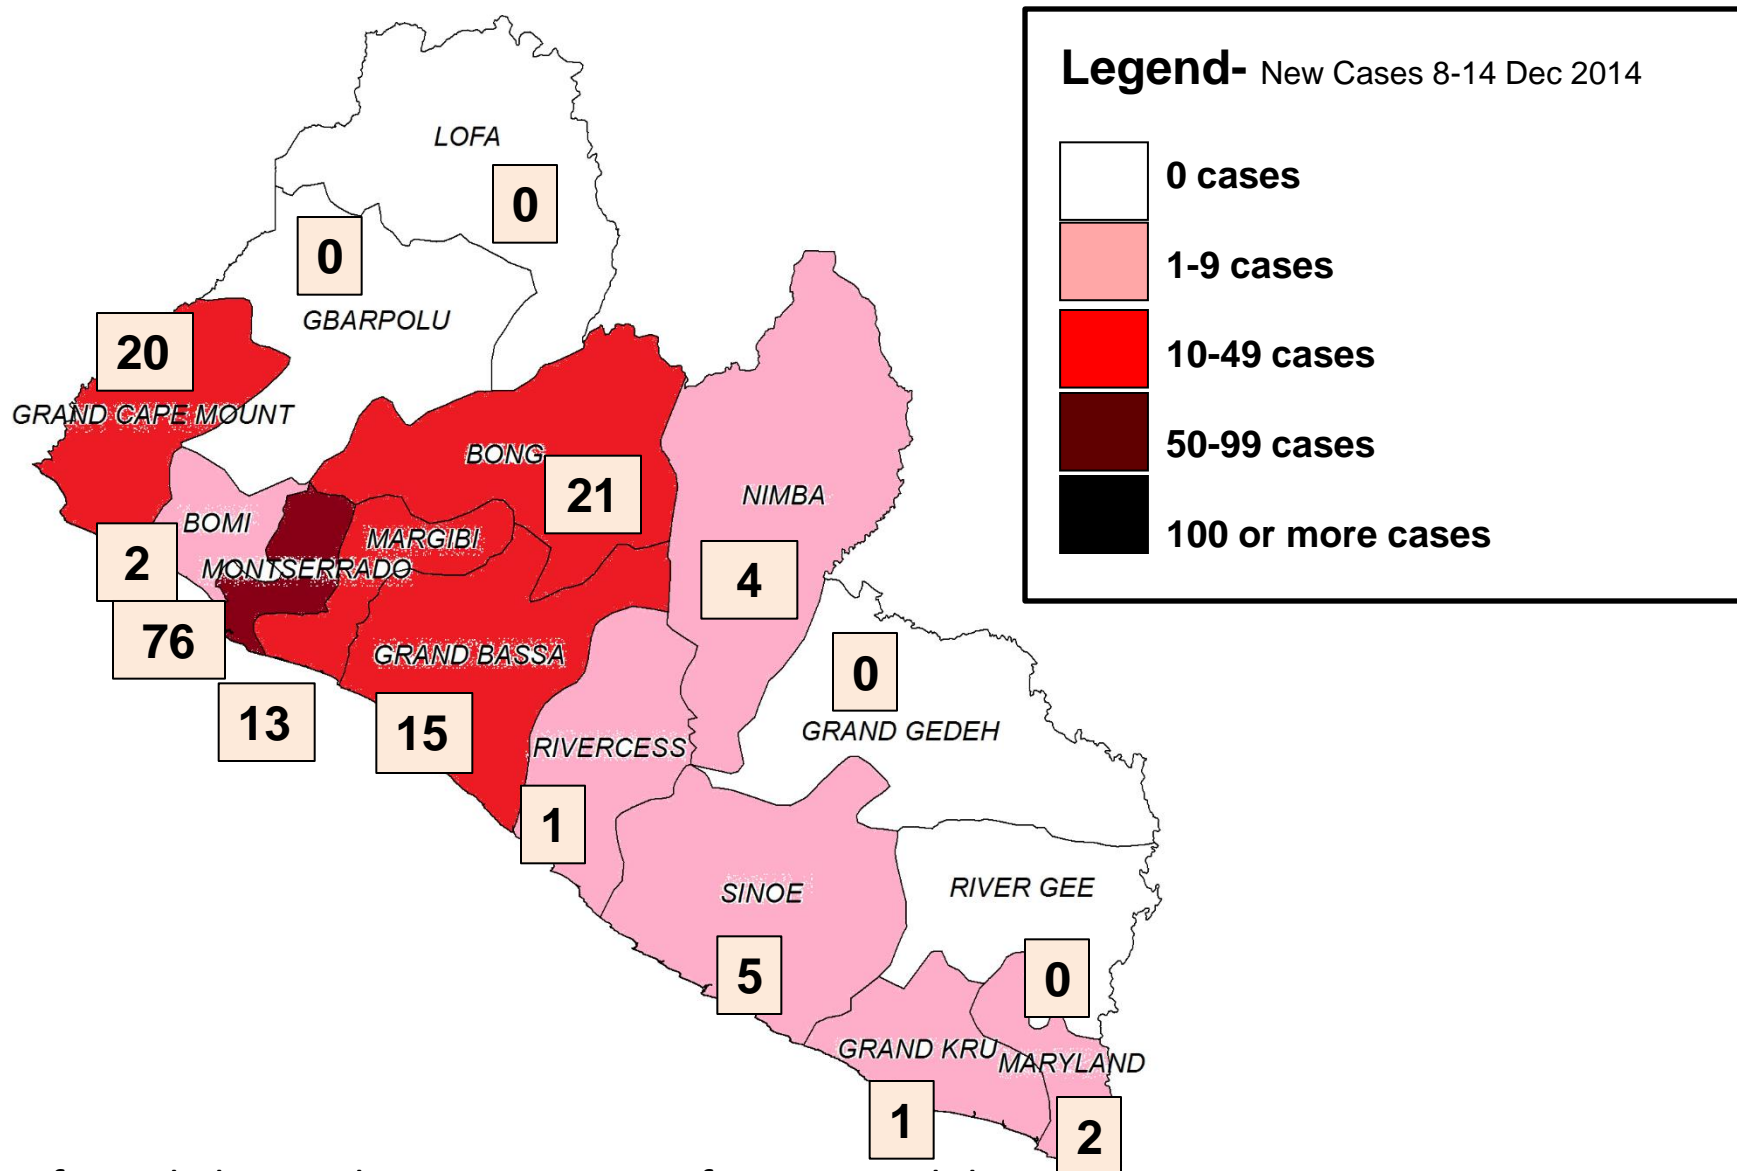 Legend- New Cases 8-14 Dec 2014
0 cases
1-9 cases
10-49 cases
50-99 cases
100 or more cases
LOFA
0
0
GBARPOLU
20
GRAND CAPE MOUNT
BONG
21
NIMBA
4
BOMI
2
MARGIBI
MONTSERRADO
76
13
GRAND BASSA
15
0
GRAND GEDEH
RIVERCESS
1
SINOE
5
RIVER GEE
0
GRAND KRU
1
MARYLAND
2